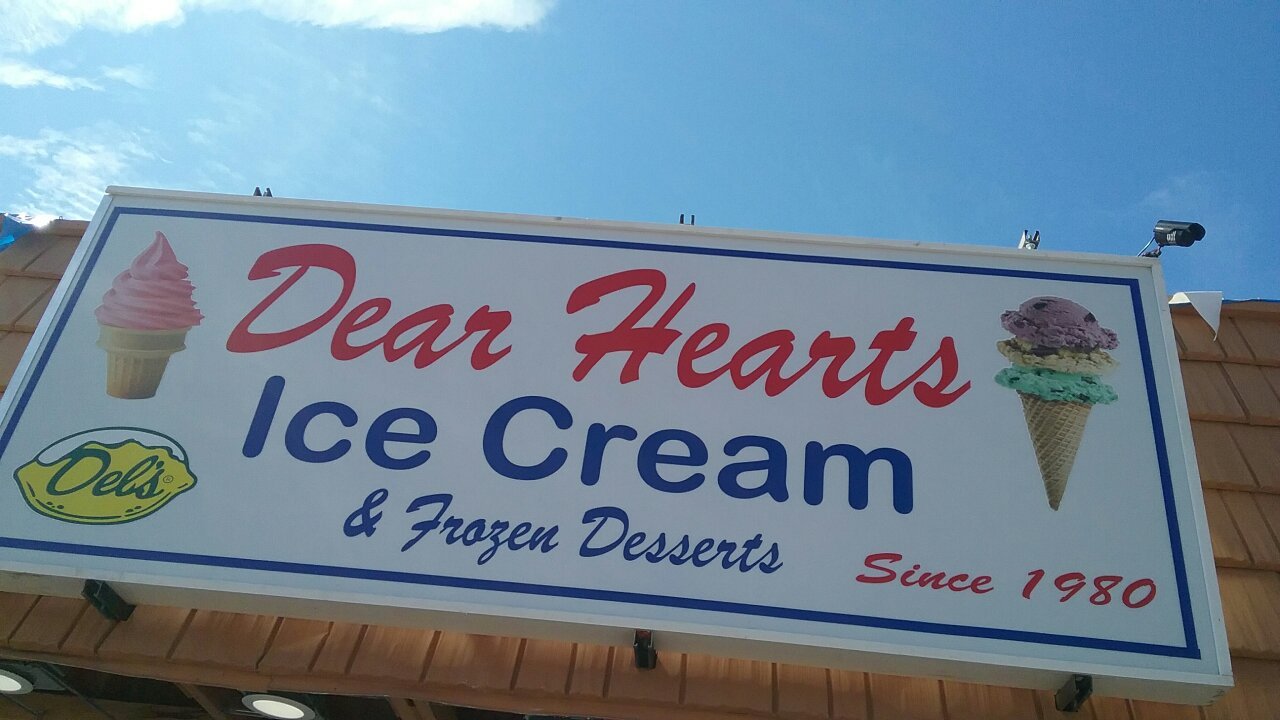 Dear Hearts
Ice Cream
& Frozen Desserts
Del's©
Since 1980